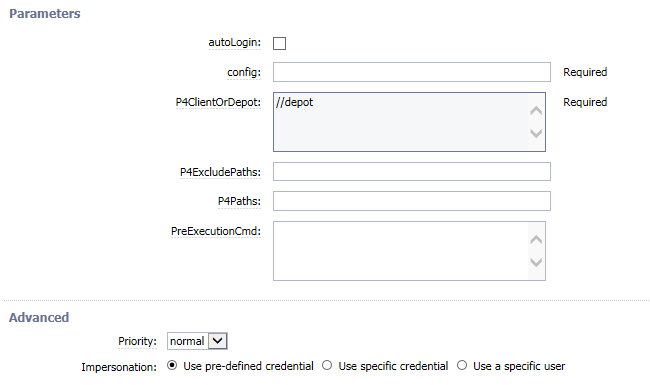 Parameters
autoLogin:
config: Required
P4ClientOrDepot: //depot Required
P4ExcludePaths:
P4Paths:
PreExecutionCmd:
Advanced
Priority: normal
Impersonation: Use pre-defined credential Use specific credential Use a specific user